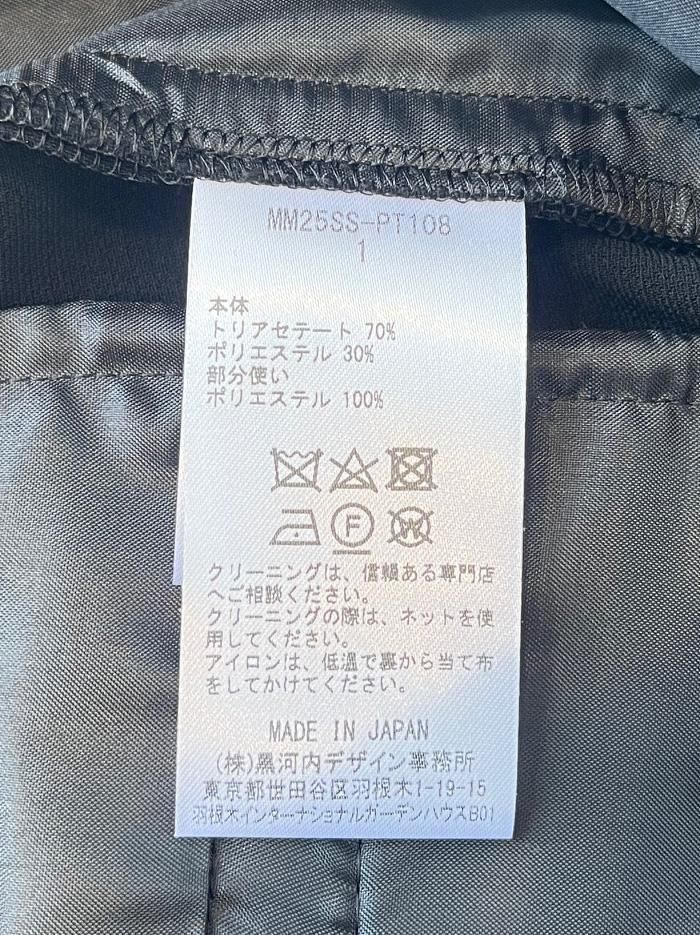 MM25SS-PT108
1
本体
トリアセテート 70%
ポリエステル 30%
部分使い
ポリエステル 100%
F
W
クリーニングは、信頼ある専門店
へご相談ください。
クリーニングの際は、ネットを使
用してください。
アイロンは、低温で裏から当て布
をしてかけてください。
MADE IN JAPAN
(株)黒河内デザイン事務所
東京都世田谷区羽根木1-19-15
羽根木インターナショナルガーデンハウスB01